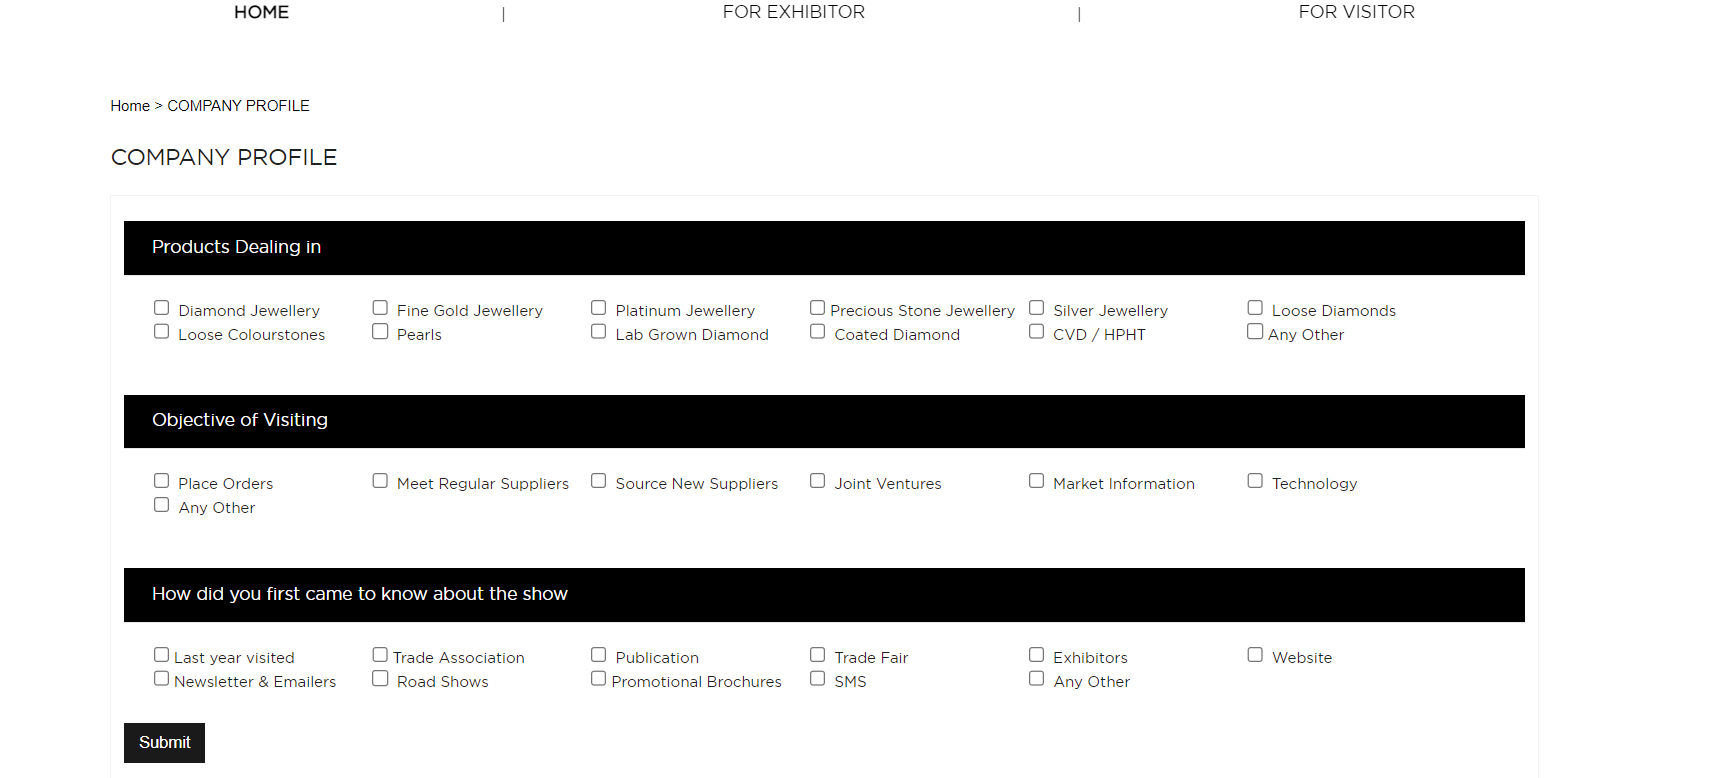 HOME | FOR EXHIBITOR | FOR VISITOR
Home > COMPANY PROFILE
COMPANY PROFILE
Products Dealing in
Diamond Jewellery Fine Gold Jewellery Platinum Jewellery Precious Stone Jewellery Silver Jewellery Loose Diamonds
Loose Colourstones Pearls Lab Grown Diamond Coated Diamond CVD / HPHT Any Other
Objective of Visiting
Place Orders Meet Regular Suppliers Source New Suppliers Joint Ventures Market Information Technology
Any Other
How did you first came to know about the show
Last year visited Trade Association Publication Trade Fair Exhibitors Website
Newsletter & Emailers Road Shows Promotional Brochures SMS Any Other
Submit